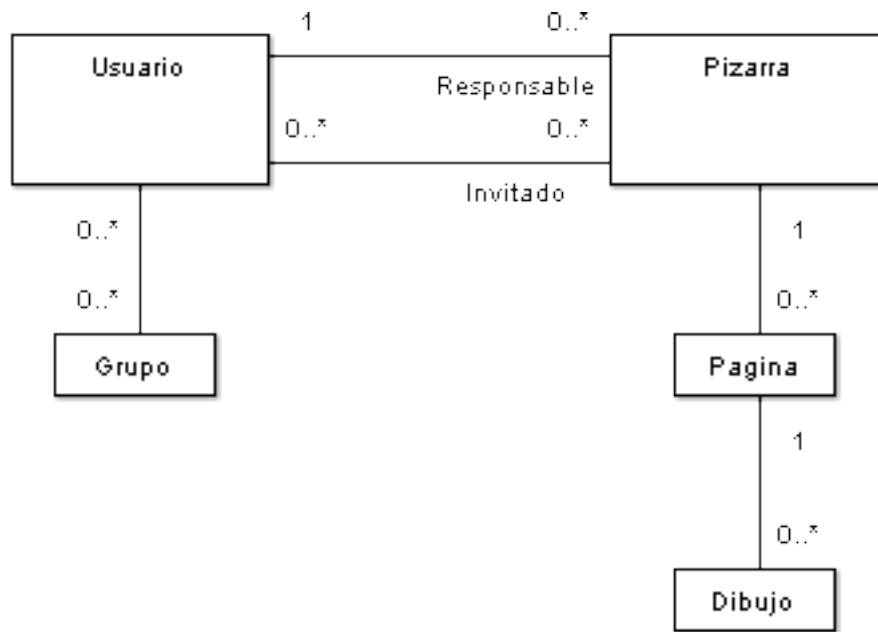 1 0..*
Usuario Pizarra
Responsable
0..* 0..*
Invitado
0..* 1
0..* 0..*
Grupo Pagina
1
0..*
Dibujo